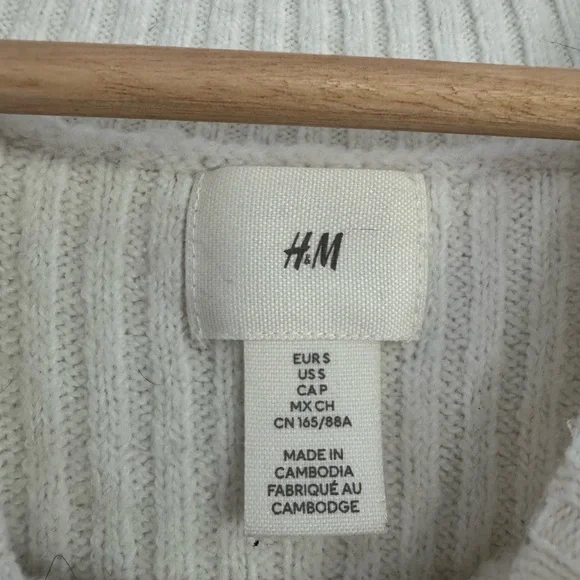 H&M
EUR S
US S
CA P
MX CH
CN 165/88A
MADE IN
CAMBODIA
FABRIQUÉ AU
CAMBODGE